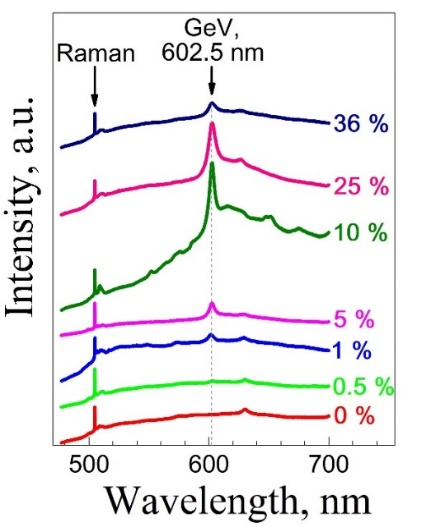 GeV,
Raman 602.5 nm
36 %
25 %
10 %
5 %
1 %
0.5 %
0 %
Intensity, a.u.
500 600 700
Wavelength, nm